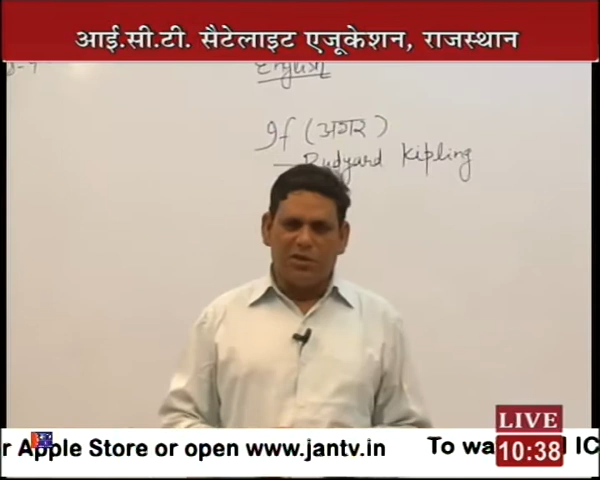 आई.सी.टी. सैटेलाइट एजूकेशन, राजस्थान
English
If (अगर)
— Rudyard Kipling
LIVE
r Apple Store or open www.jantv.in To wa IC
10:38